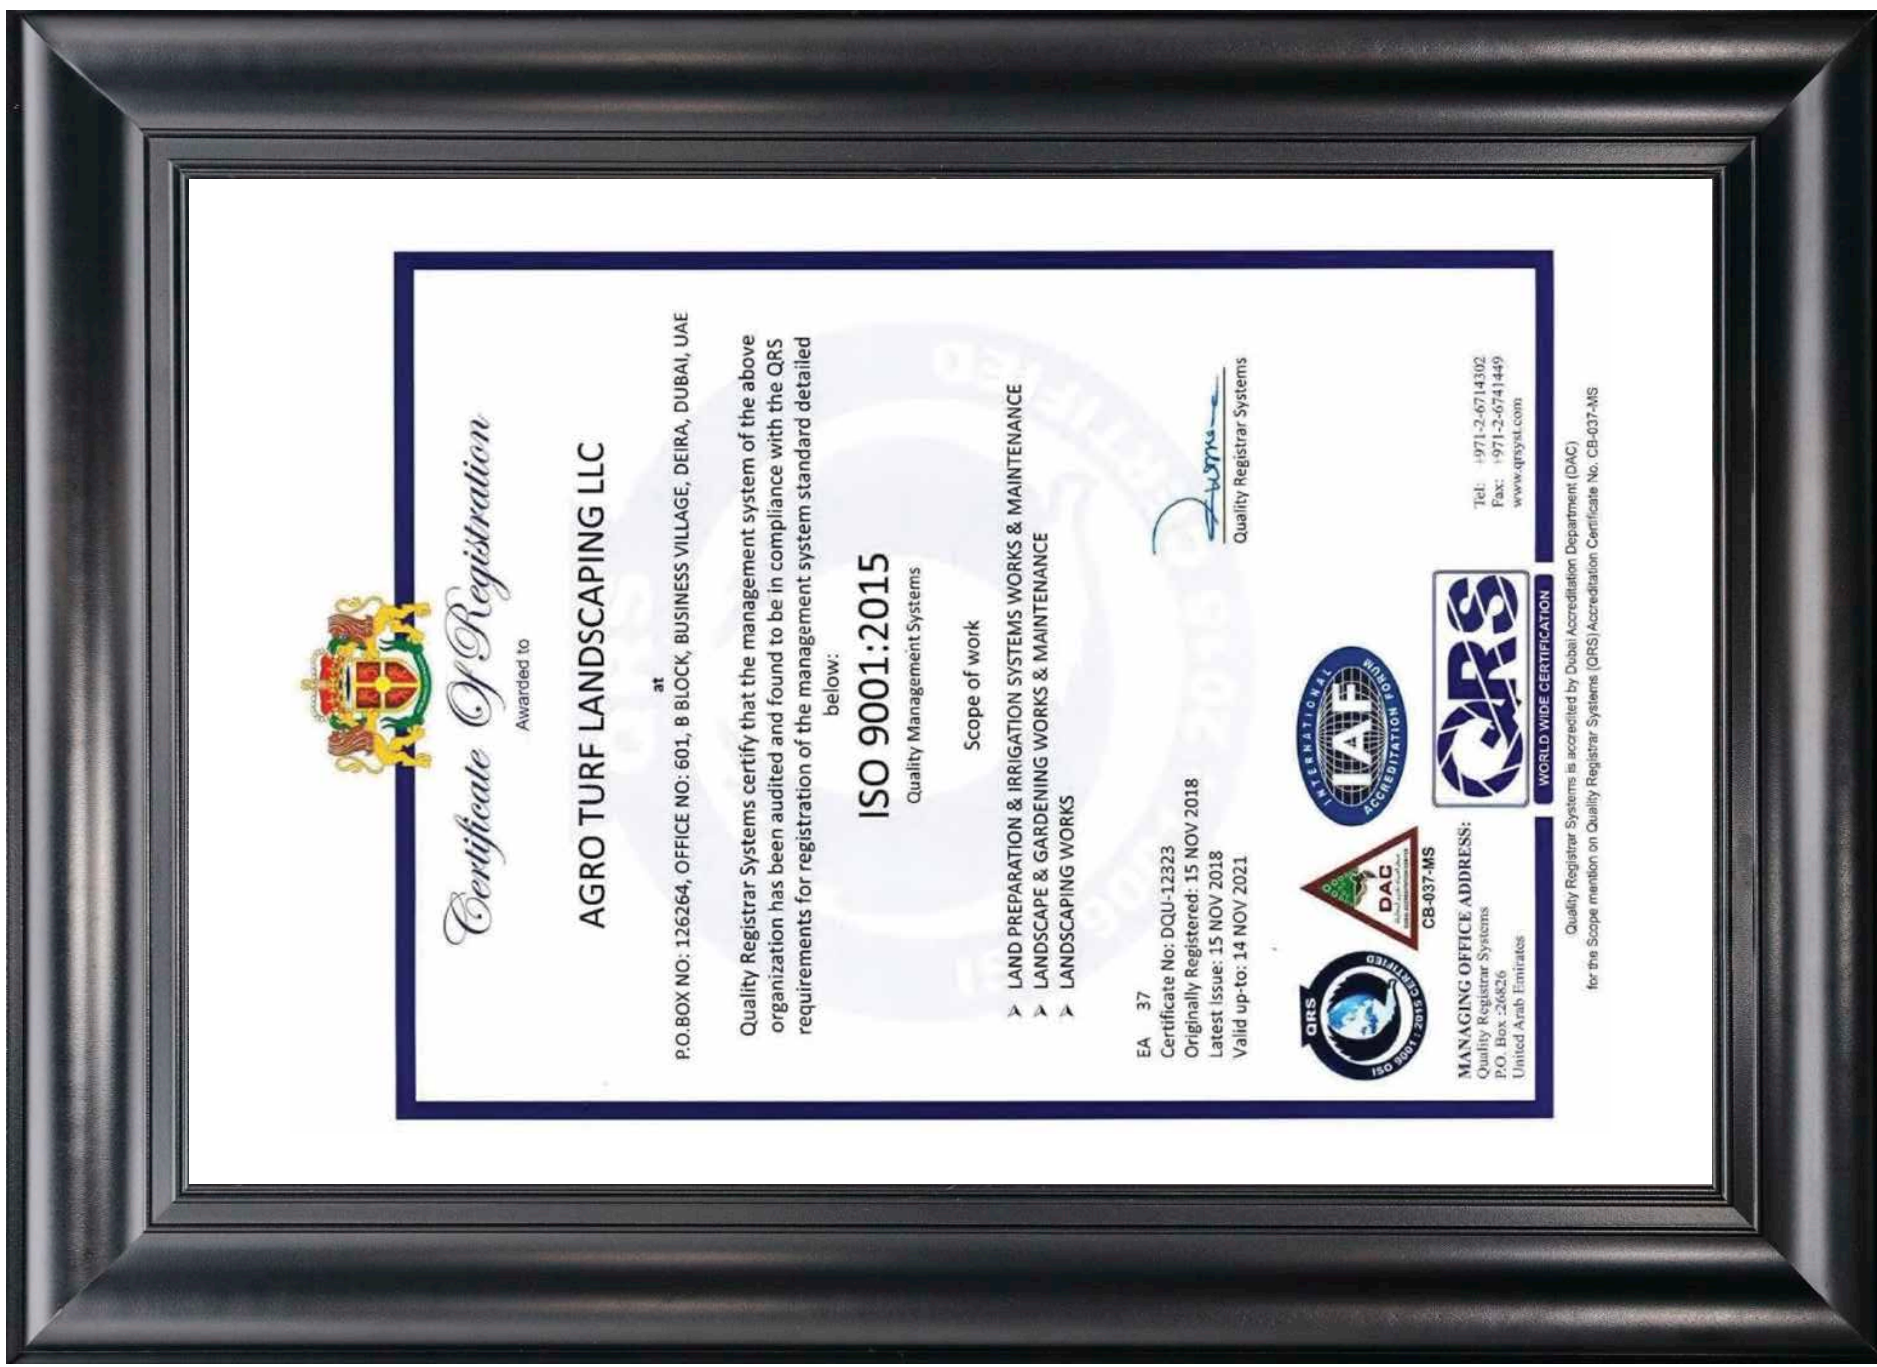 Certificate Of Registration
Awarded to
AGRO TURF LANDSCAPING LLC
at
P.O.BOX NO: 126264, OFFICE NO: 601, B BLOCK, BUSINESS VILLAGE, DEIRA, DUBAI, UAE
Quality Registrar Systems certify that the management system of the above
organization has been audited and found to be in compliance with the QRS
requirements for registration of the management system standard detailed
below:
ISO 9001:2015
Quality Management Systems
Scope of work
➢ LAND PREPARATION & IRRIGATION SYSTEMS WORKS & MAINTENANCE
➢ LANDSCAPE & GARDENING WORKS & MAINTENANCE
➢ LANDSCAPING WORKS
EA 37
Certificate No: DQU-12323
Originally Registered: 15 NOV 2018
Latest Issue: 15 NOV 2018
Valid up-to: 14 NOV 2021
Quality Registrar Systems
QRS
ISO 9001 : 2015 CERTIFIED
DAC
CB-037-MS
INTERNATIONAL
IAF
ACCREDITATION FORUM
MANAGING OFFICE ADDRESS:
Quality Registrar Systems
P.O. Box :26826
United Arab Emirates
QRS
WORLD WIDE CERTIFICATION
Tel: +971-2-6714302
Fax: +971-2-6741449
www.qrsyst.com
Quality Registrar Systems is accredited by Dubai Accreditation Department (DAC)
for the Scope mention on Quality Registrar Systems (QRS) Accreditation Certificate No. CB-037-MS